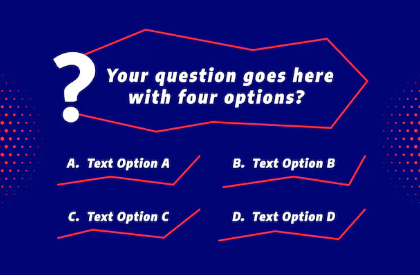 ?
Your question goes here
with four options?
A. Text Option A
B. Text Option B
C. Text Option C
D. Text Option D